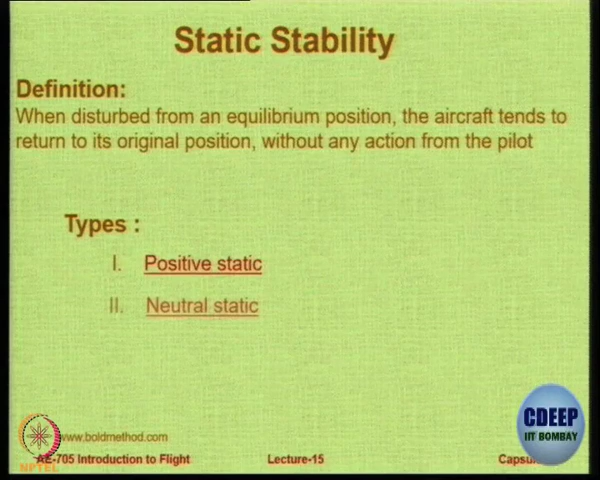 Static Stability
Definition:
When disturbed from an equilibrium position, the aircraft tends to
return to its original position, without any action from the pilot
Types :
I. Positive static
II. Neutral static
www.boldmethod.com
AE-705 Introduction to Flight Lecture-15
NPTEL
CDEEP
IIT BOMBAY